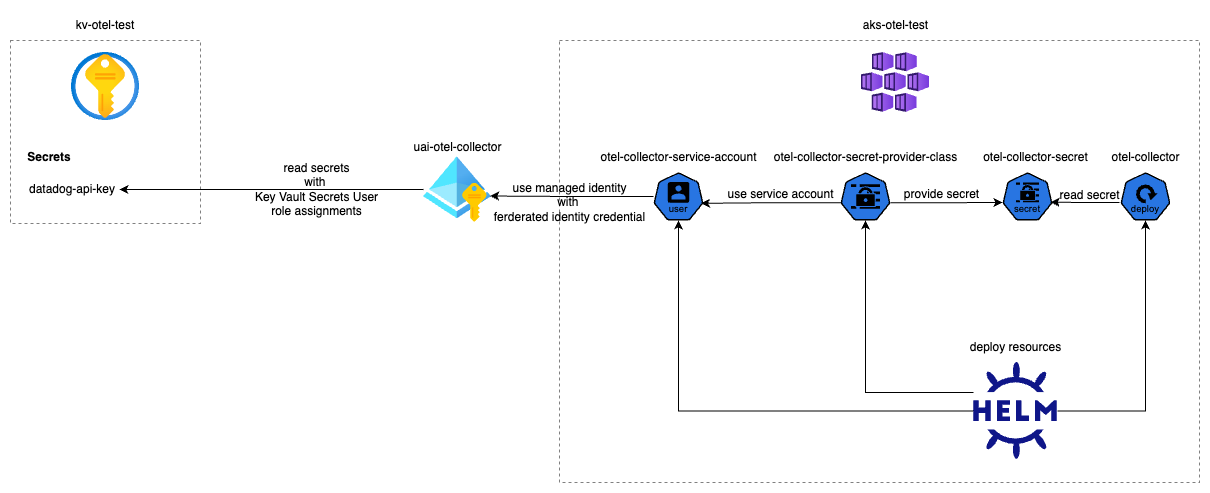 kv-otel-test
aks-otel-test
Secrets
datadog-api-key
read secrets
with
Key Vault Secrets User
role assignments
uai-otel-collector
use managed identity
with
ferderated identity credential
otel-collector-service-account
user
use service account
otel-collector-secret-provider-class
provide secret
otel-collector-secret
secret
read secret
otel-collector
deploy
deploy resources
HELM